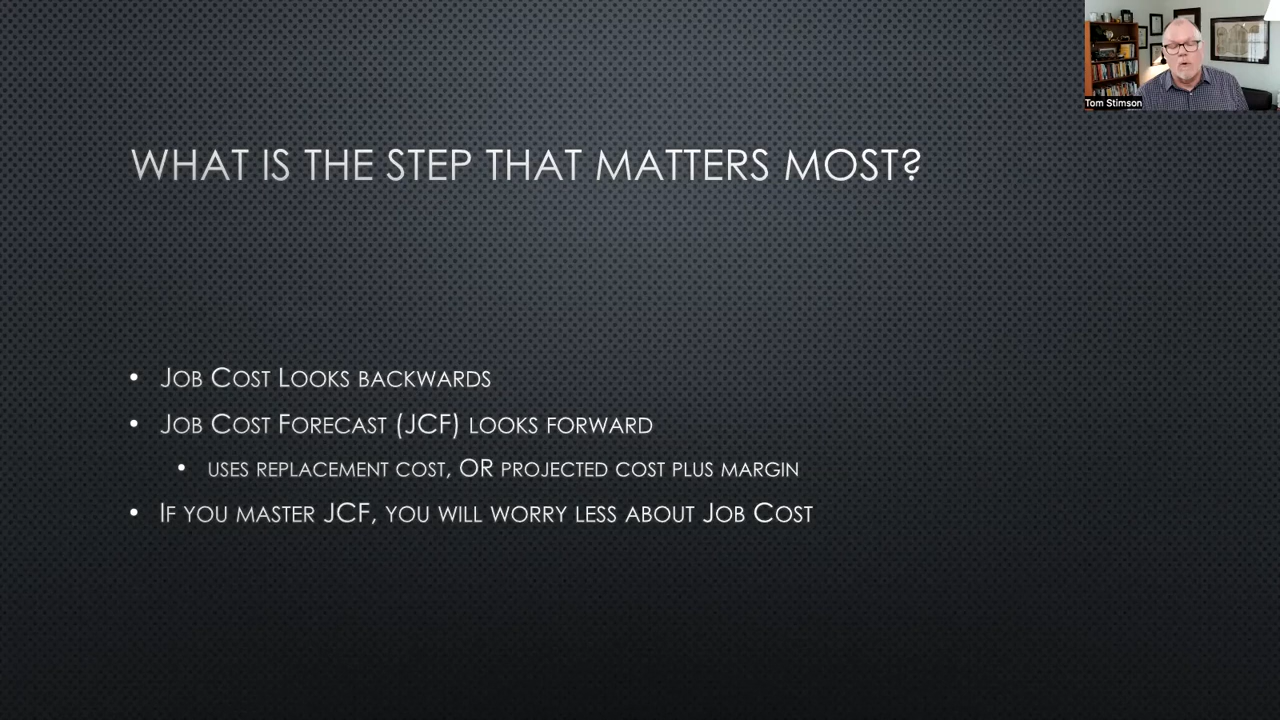 Tom Stimson
WHAT IS THE STEP THAT MATTERS MOST?
• JOB COST LOOKS BACKWARDS
• JOB COST FORECAST (JCF) LOOKS FORWARD
• USES REPLACEMENT COST, OR PROJECTED COST PLUS MARGIN
• IF YOU MASTER JCF, YOU WILL WORRY LESS ABOUT JOB COST